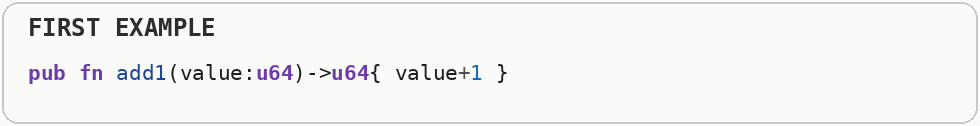 FIRST EXAMPLE
pub fn add1(value:u64)->u64{ value+1 }